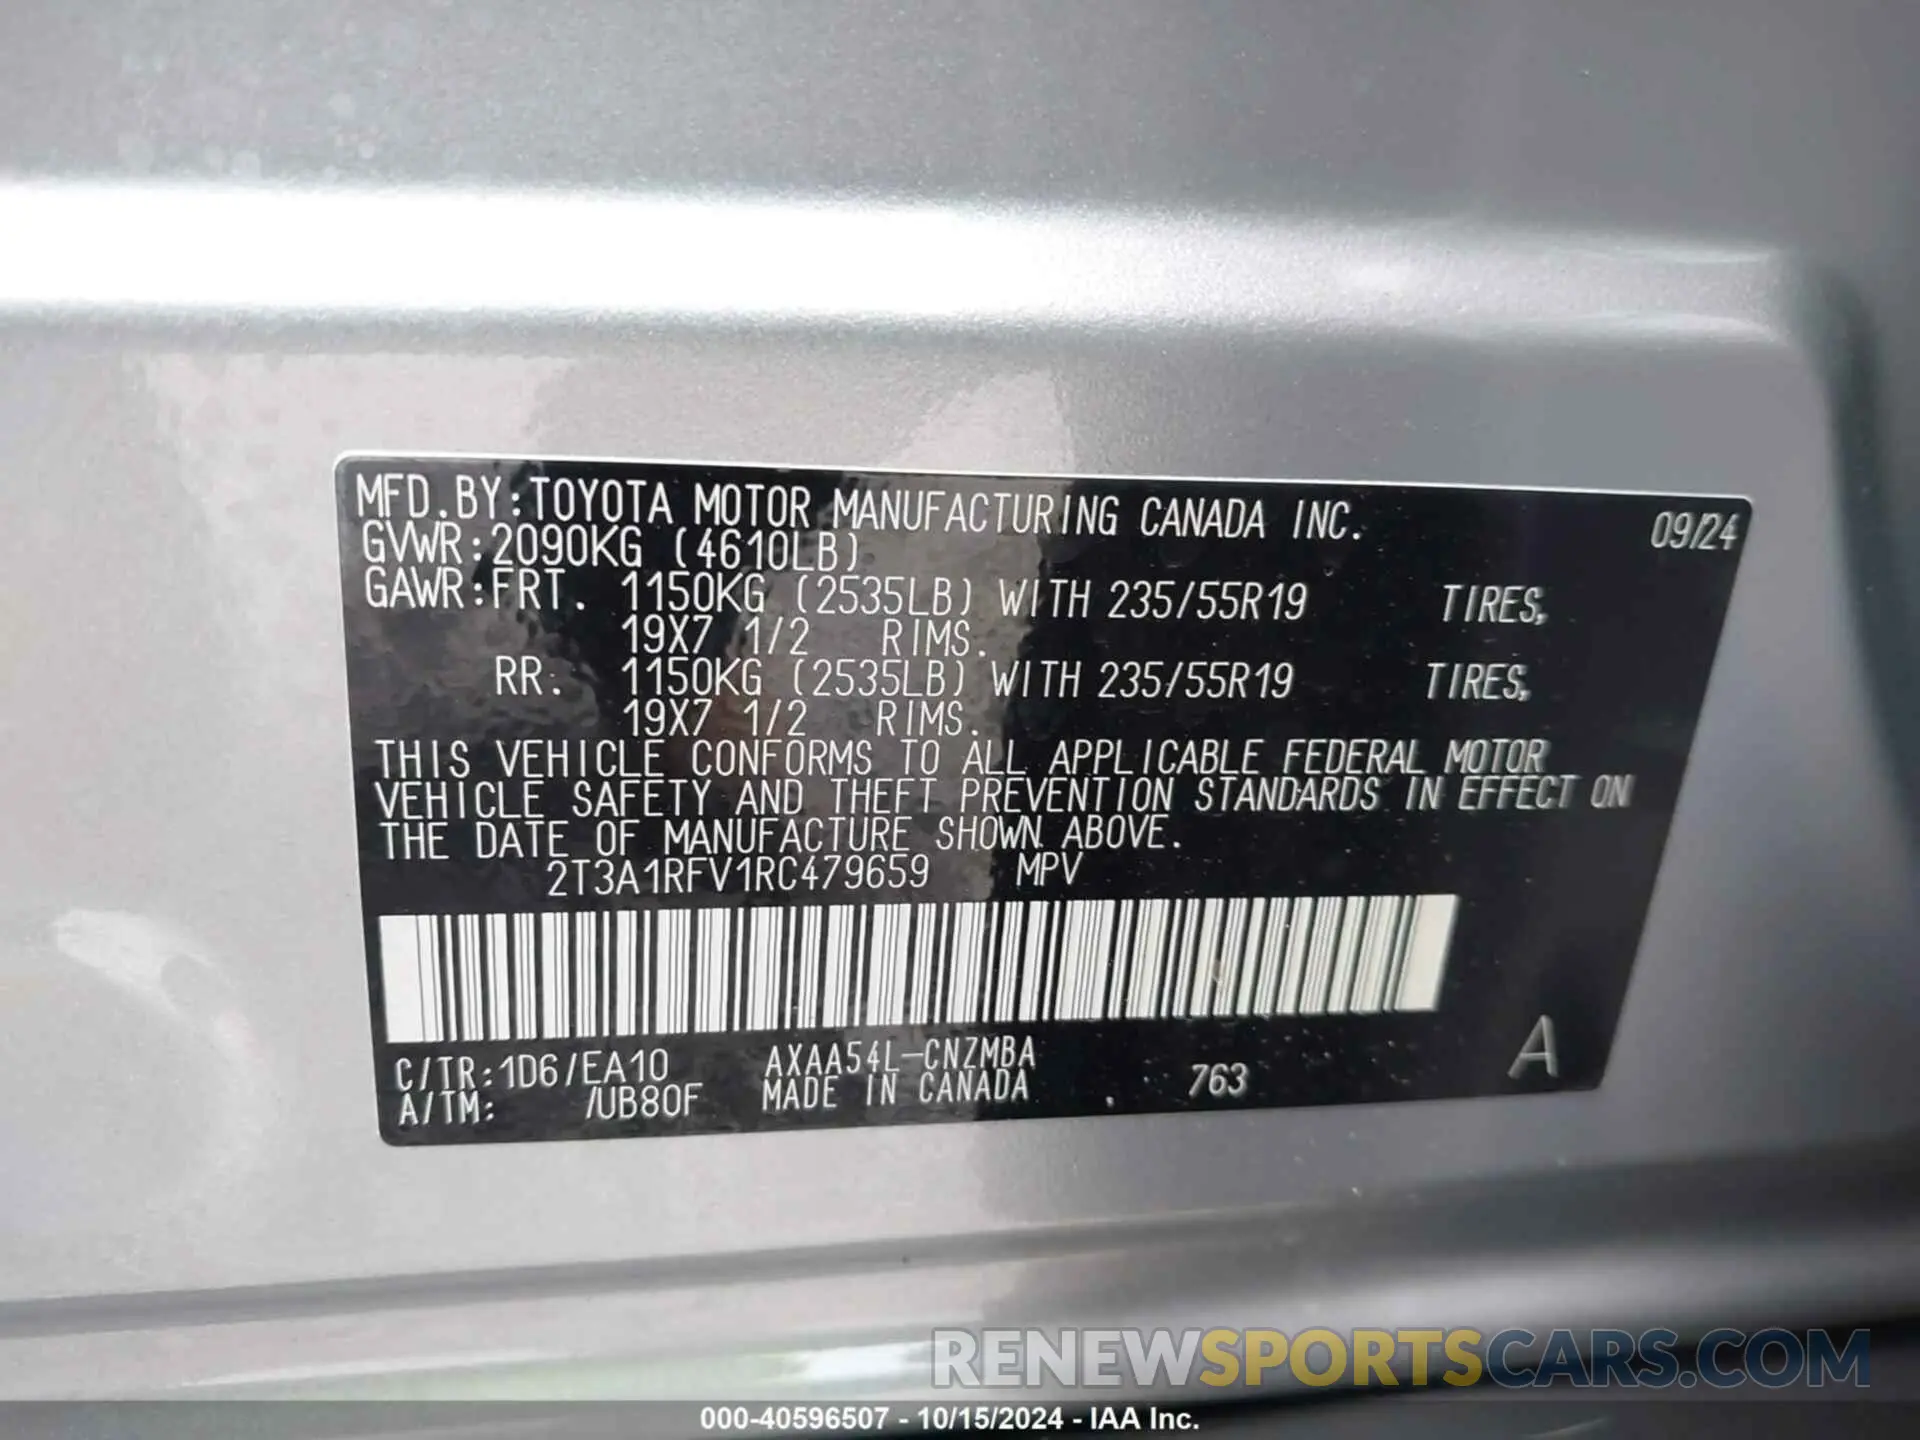 MFD.BY:TOYOTA MOTOR MANUFACTURING CANADA INC. 09/24
GVWR:2090KG (4610LB)
GAWR:FRT. 1150KG (2535LB) WITH 235/55R19 TIRES,
19X7 1/2 RIMS.
RR. 1150KG (2535LB) WITH 235/55R19 TIRES,
19X7 1/2 RIMS.
THIS VEHICLE CONFORMS TO ALL APPLICABLE FEDERAL MOTOR
VEHICLE SAFETY AND THEFT PREVENTION STANDARDS IN EFFECT ON
THE DATE OF MANUFACTURE SHOWN ABOVE.
2T3A1RFV1RC479659 MPV
C/TR:1D6/EA10 AXAA54L-CNZMBA 763 A
A/TM: /UB80F MADE IN CANADA
RENEWSPORTSCARS.COM
000-40596507 - 10/15/2024 - IAA Inc.